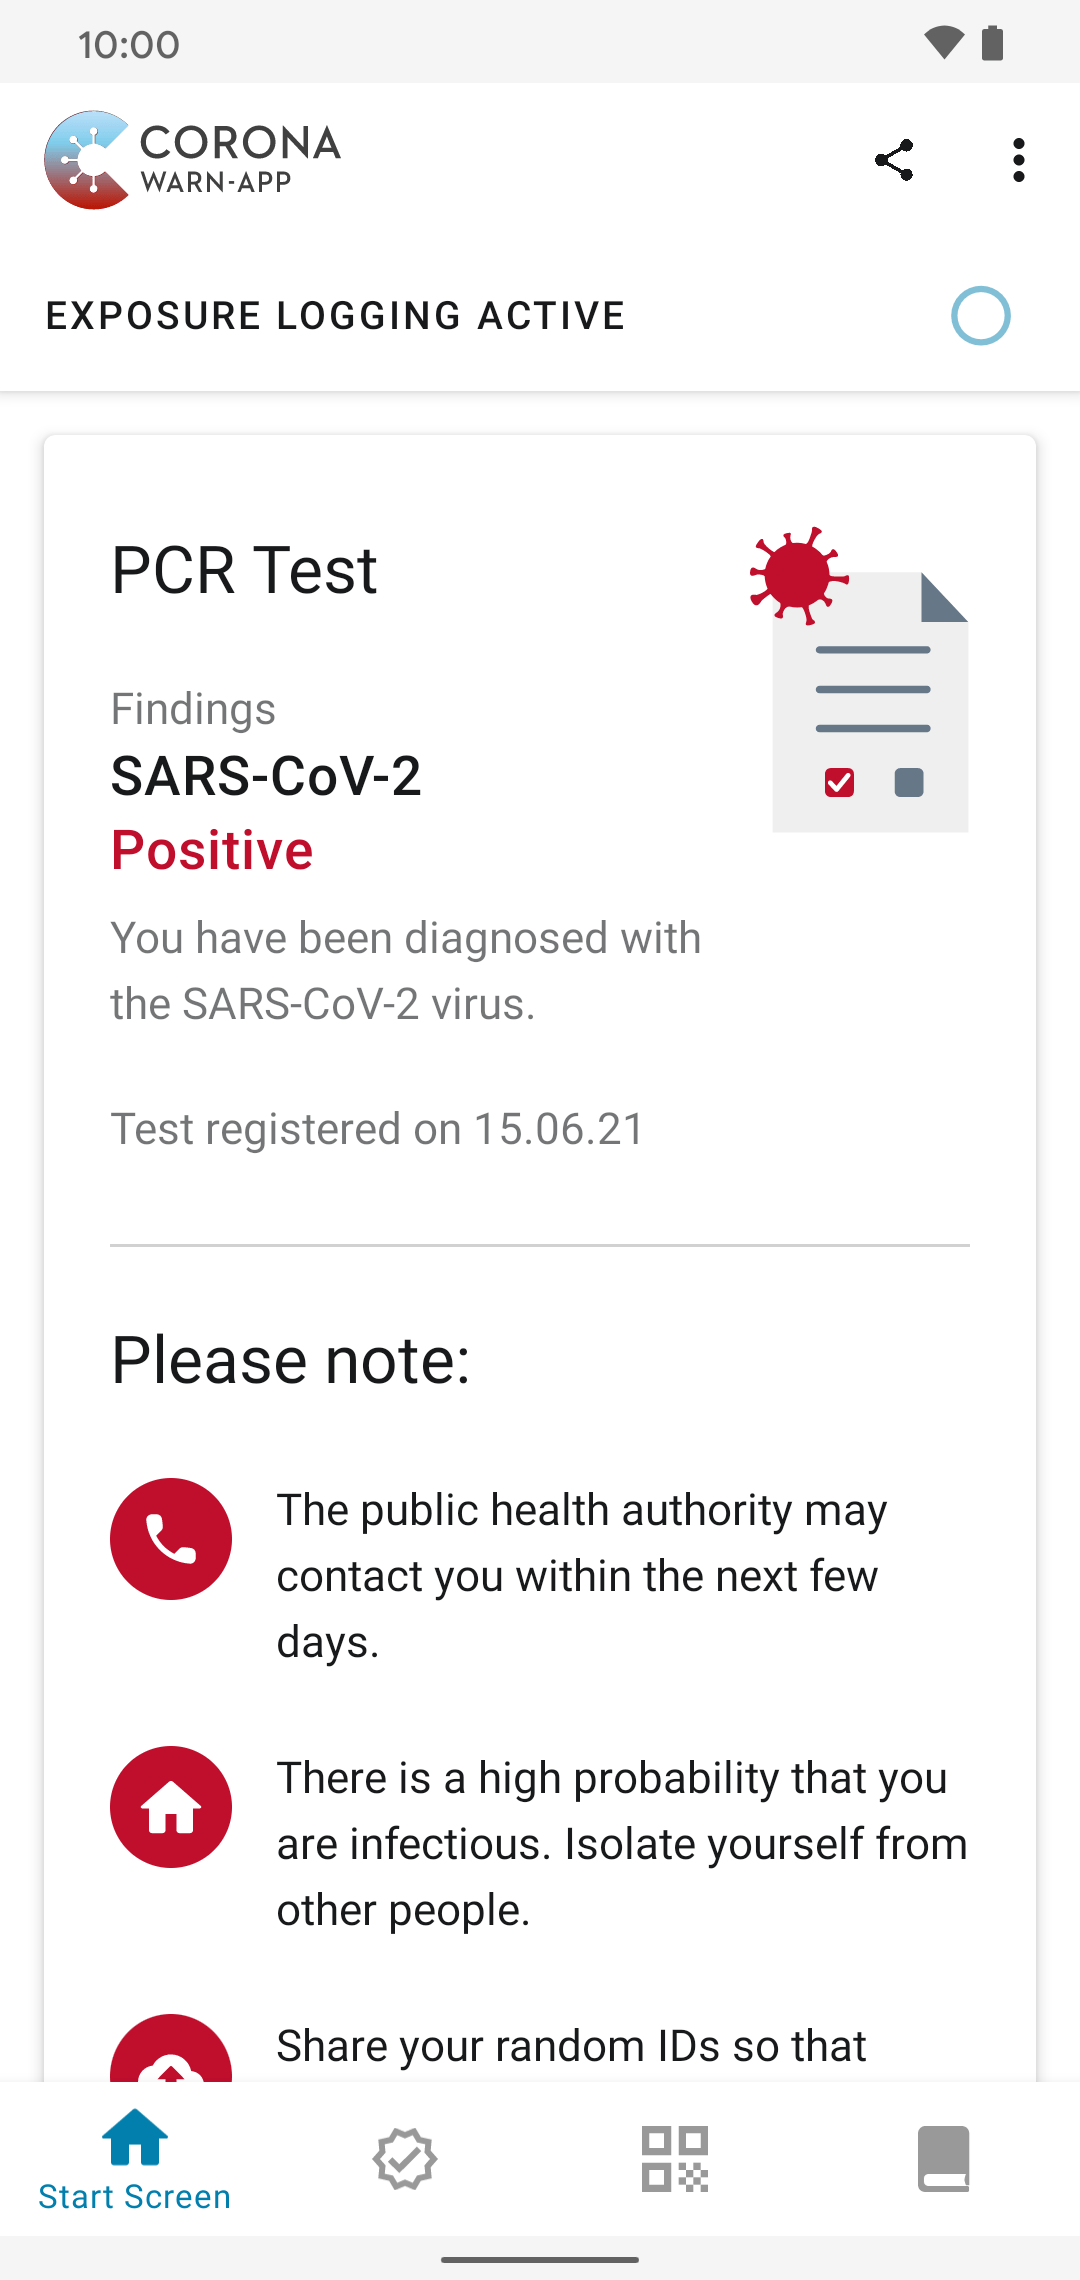 10:00
CORONA
WARN-APP
EXPOSURE LOGGING ACTIVE
PCR Test
Findings
SARS-CoV-2
Positive
You have been diagnosed with
the SARS-CoV-2 virus.
Test registered on 15.06.21
Please note:
The public health authority may
contact you within the next few
days.
There is a high probability that you
are infectious. Isolate yourself from
other people.
Share your random IDs so that
Start Screen